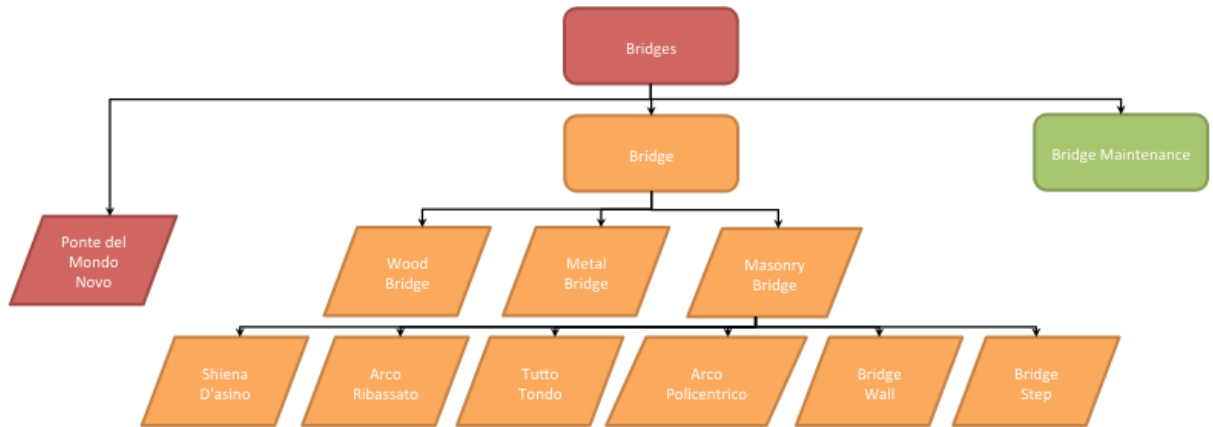 Bridges
Bridge
Bridge Maintenance
Ponte del
Mondo
Novo
Wood
Bridge
Metal
Bridge
Masonry
Bridge
Shiena
D'asino
Arco
Ribassato
Tutto
Tondo
Arco
Policentrico
Bridge
Wall
Bridge
Step